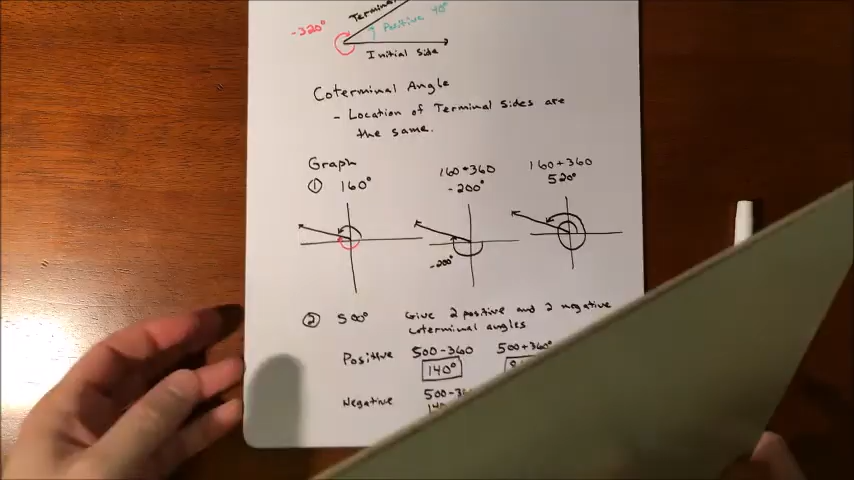 Terminal
-320°
Positive 40°
Initial Side
Coterminal Angle
- Location of Terminal Sides are
the same.
Graph
① 160°
160-360
-200°
160+360
520°
-200°
② 500°
Give 2 positive and 2 negative
coterminal angles
Positive
500-360
140°
500+360°
Negative
500-36